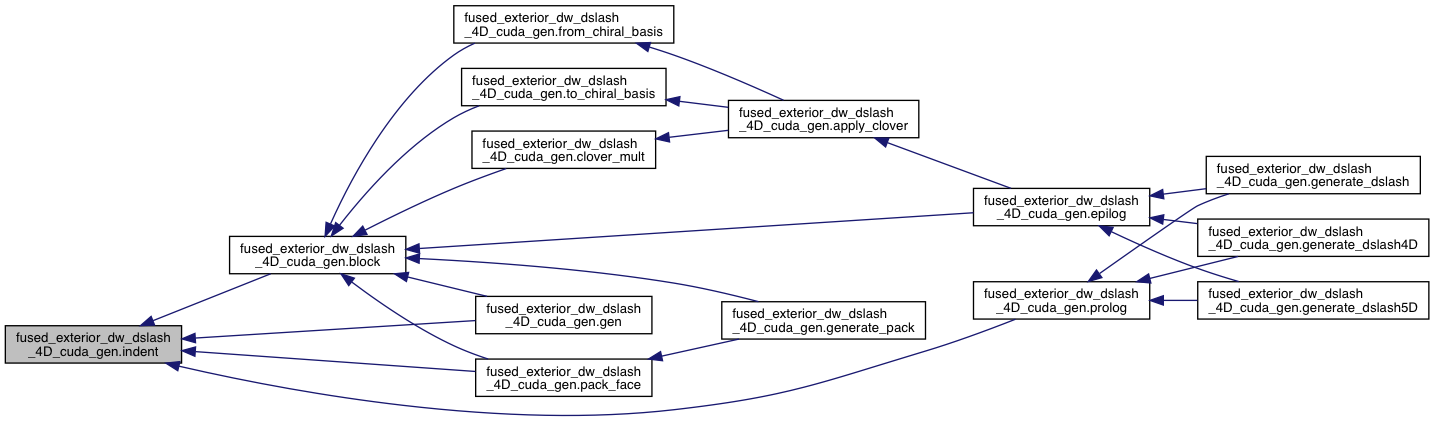 fused_exterior_dw_dslash
_4D_cuda_gen.from_chiral_basis
fused_exterior_dw_dslash
_4D_cuda_gen.to_chiral_basis
fused_exterior_dw_dslash
_4D_cuda_gen.apply_clover
fused_exterior_dw_dslash
_4D_cuda_gen.clover_mult
fused_exterior_dw_dslash
_4D_cuda_gen.generate_dslash
fused_exterior_dw_dslash
_4D_cuda_gen.epilog
fused_exterior_dw_dslash
_4D_cuda_gen.generate_dslash4D
fused_exterior_dw_dslash
_4D_cuda_gen.block
fused_exterior_dw_dslash
_4D_cuda_gen.prolog
fused_exterior_dw_dslash
_4D_cuda_gen.generate_dslash5D
fused_exterior_dw_dslash
_4D_cuda_gen.gen
fused_exterior_dw_dslash
_4D_cuda_gen.generate_pack
fused_exterior_dw_dslash
_4D_cuda_gen.indent
fused_exterior_dw_dslash
_4D_cuda_gen.pack_face